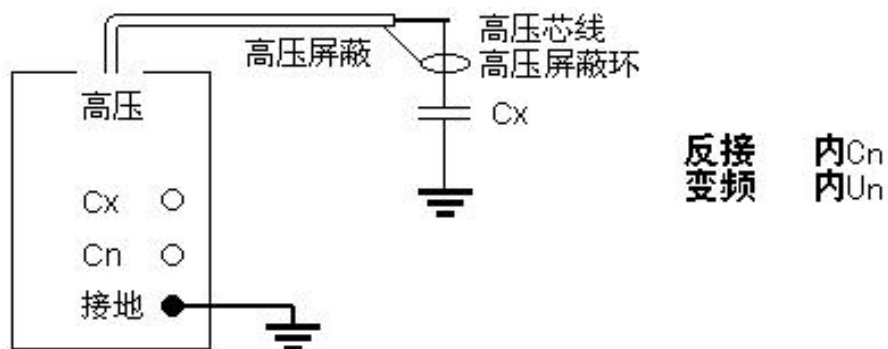 高压芯线
高压屏蔽
高压屏蔽环
高压
Cx
反接 内Cn
变频 内Un
Cx
Cn
接地